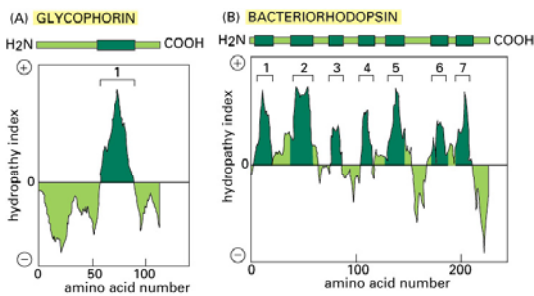 (A) GLYCOPHORIN
H2N COOH
+
1
hydropathy index
0
−
0 50 100
amino acid number
(B) BACTERIORHODOPSIN
H2N COOH
+
1 2 3 4 5 6 7
hydropathy index
0
−
0 100 200
amino acid number